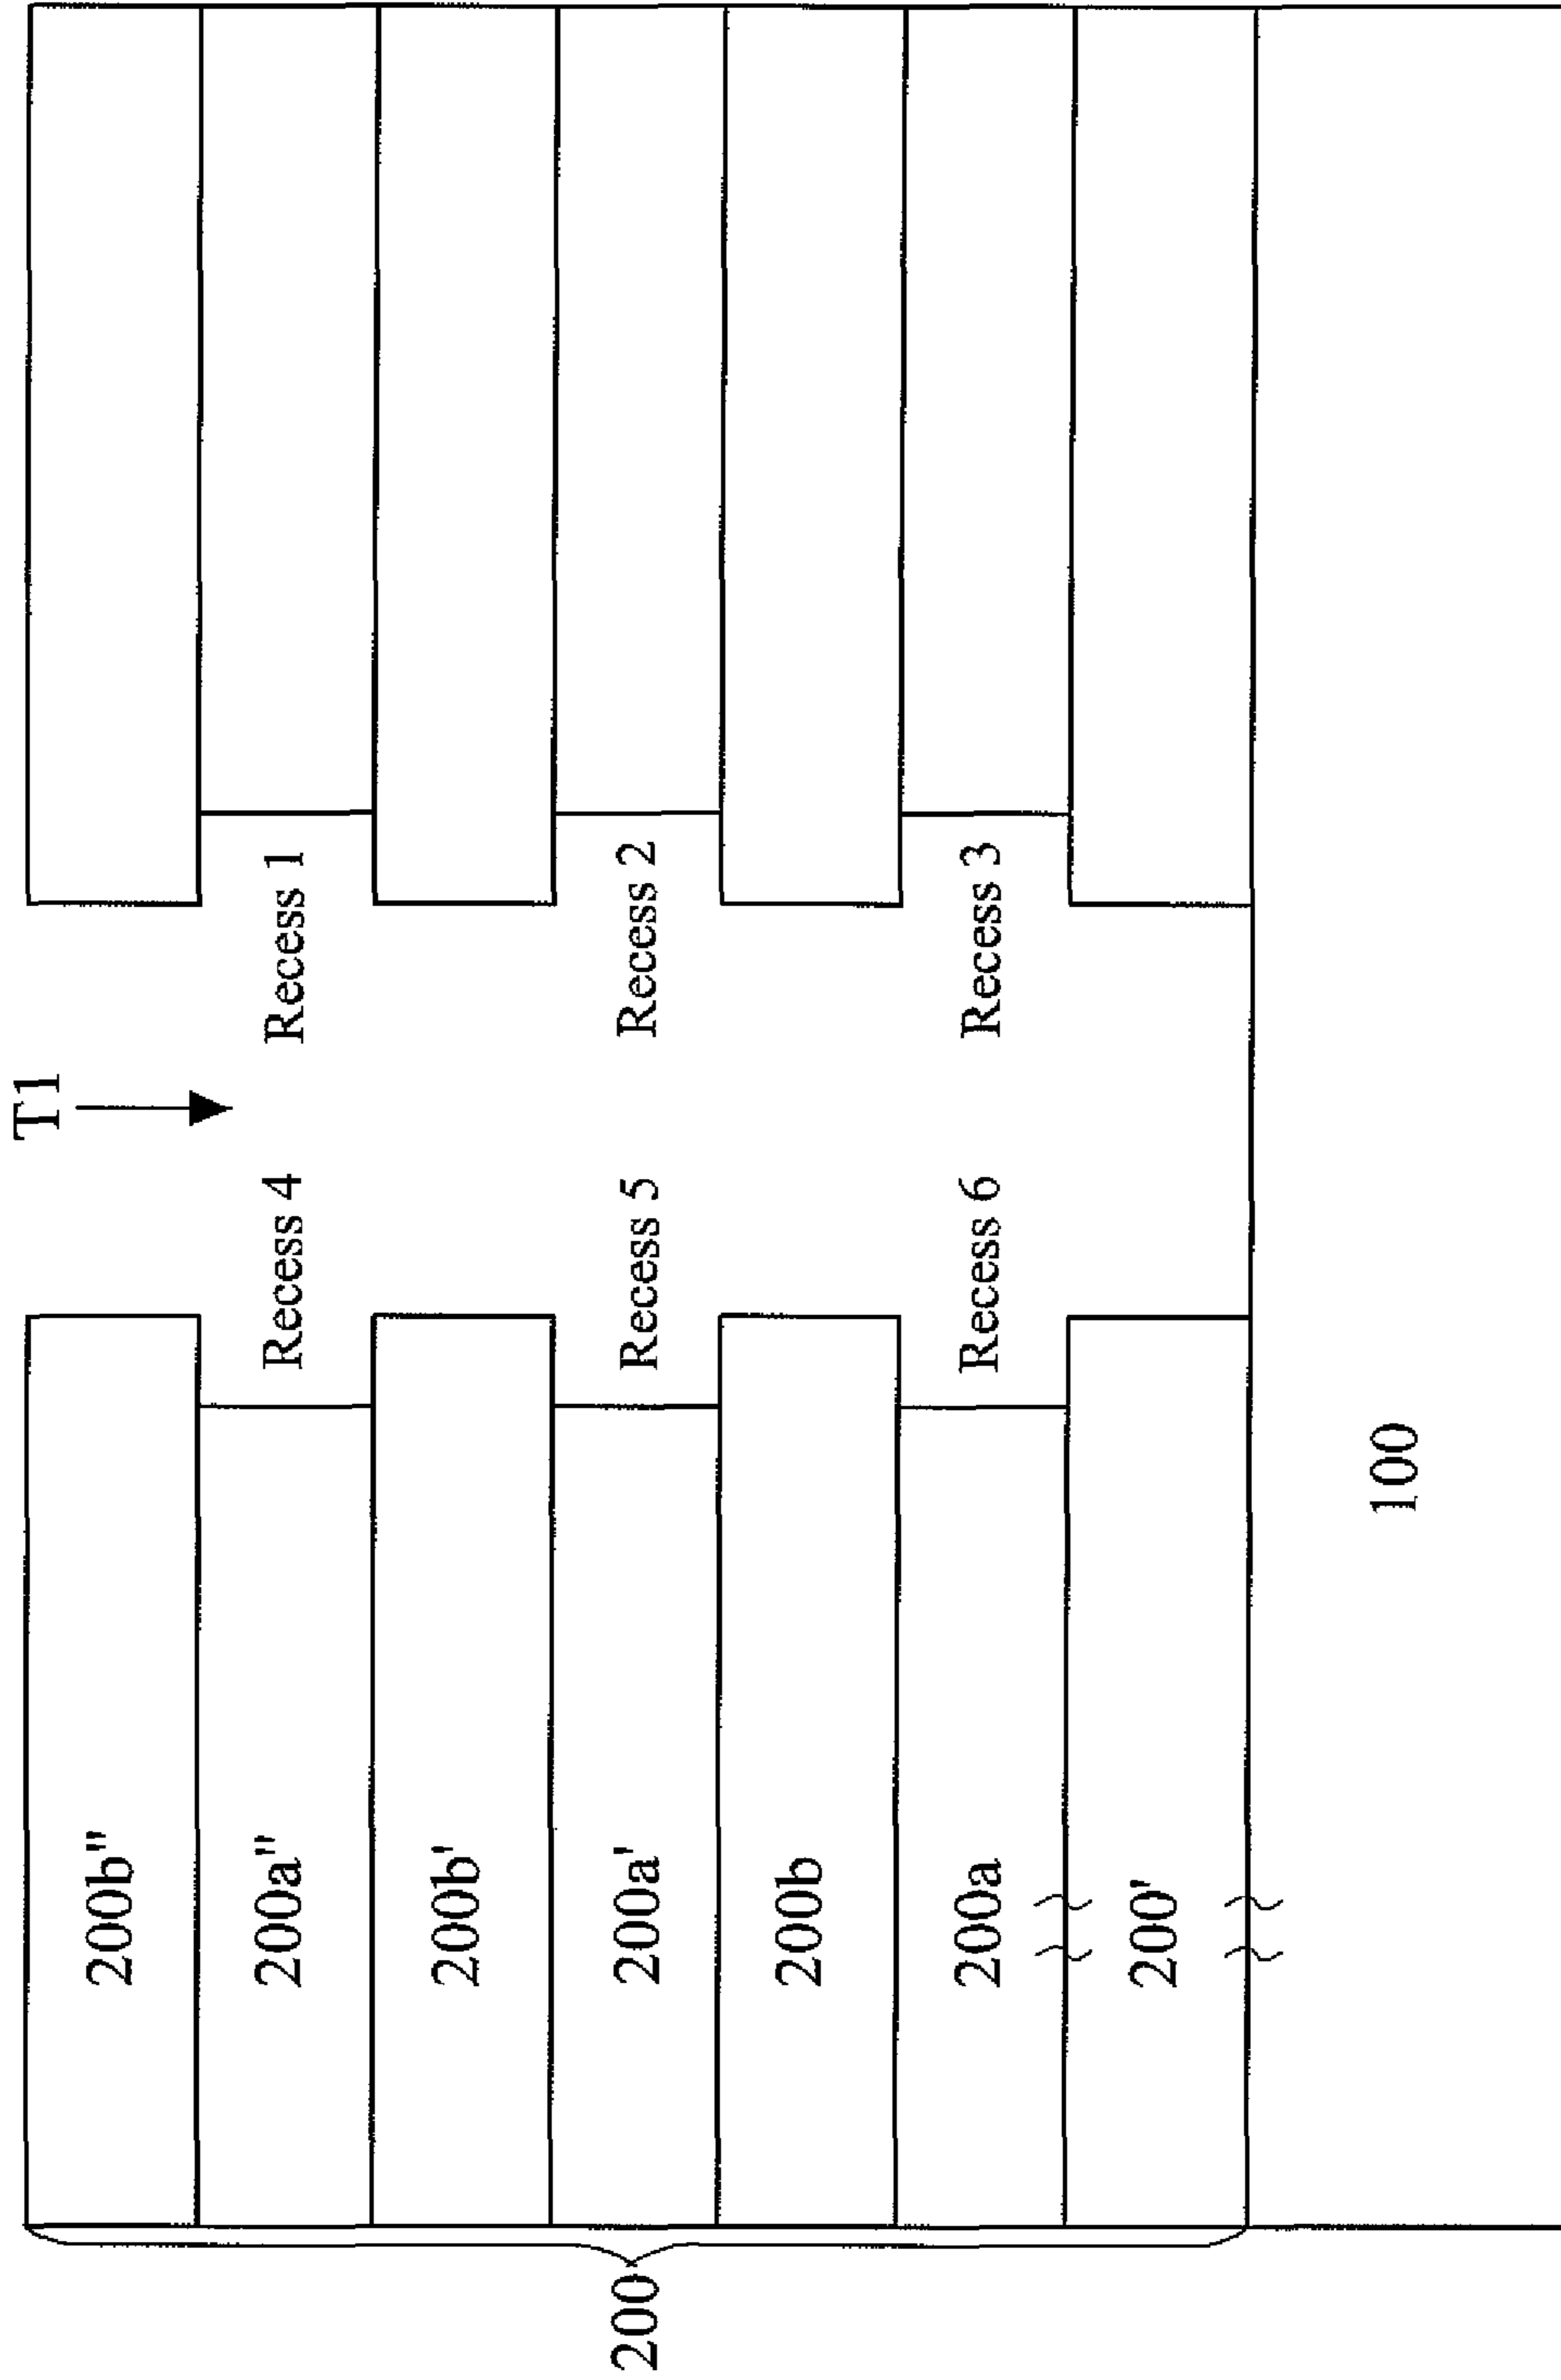 T1
200b"
200a"
Recess 4
Recess 1
200b'
200
200a'
Recess 5
Recess 2
200b
200a
Recess 6
Recess 3
200'
100